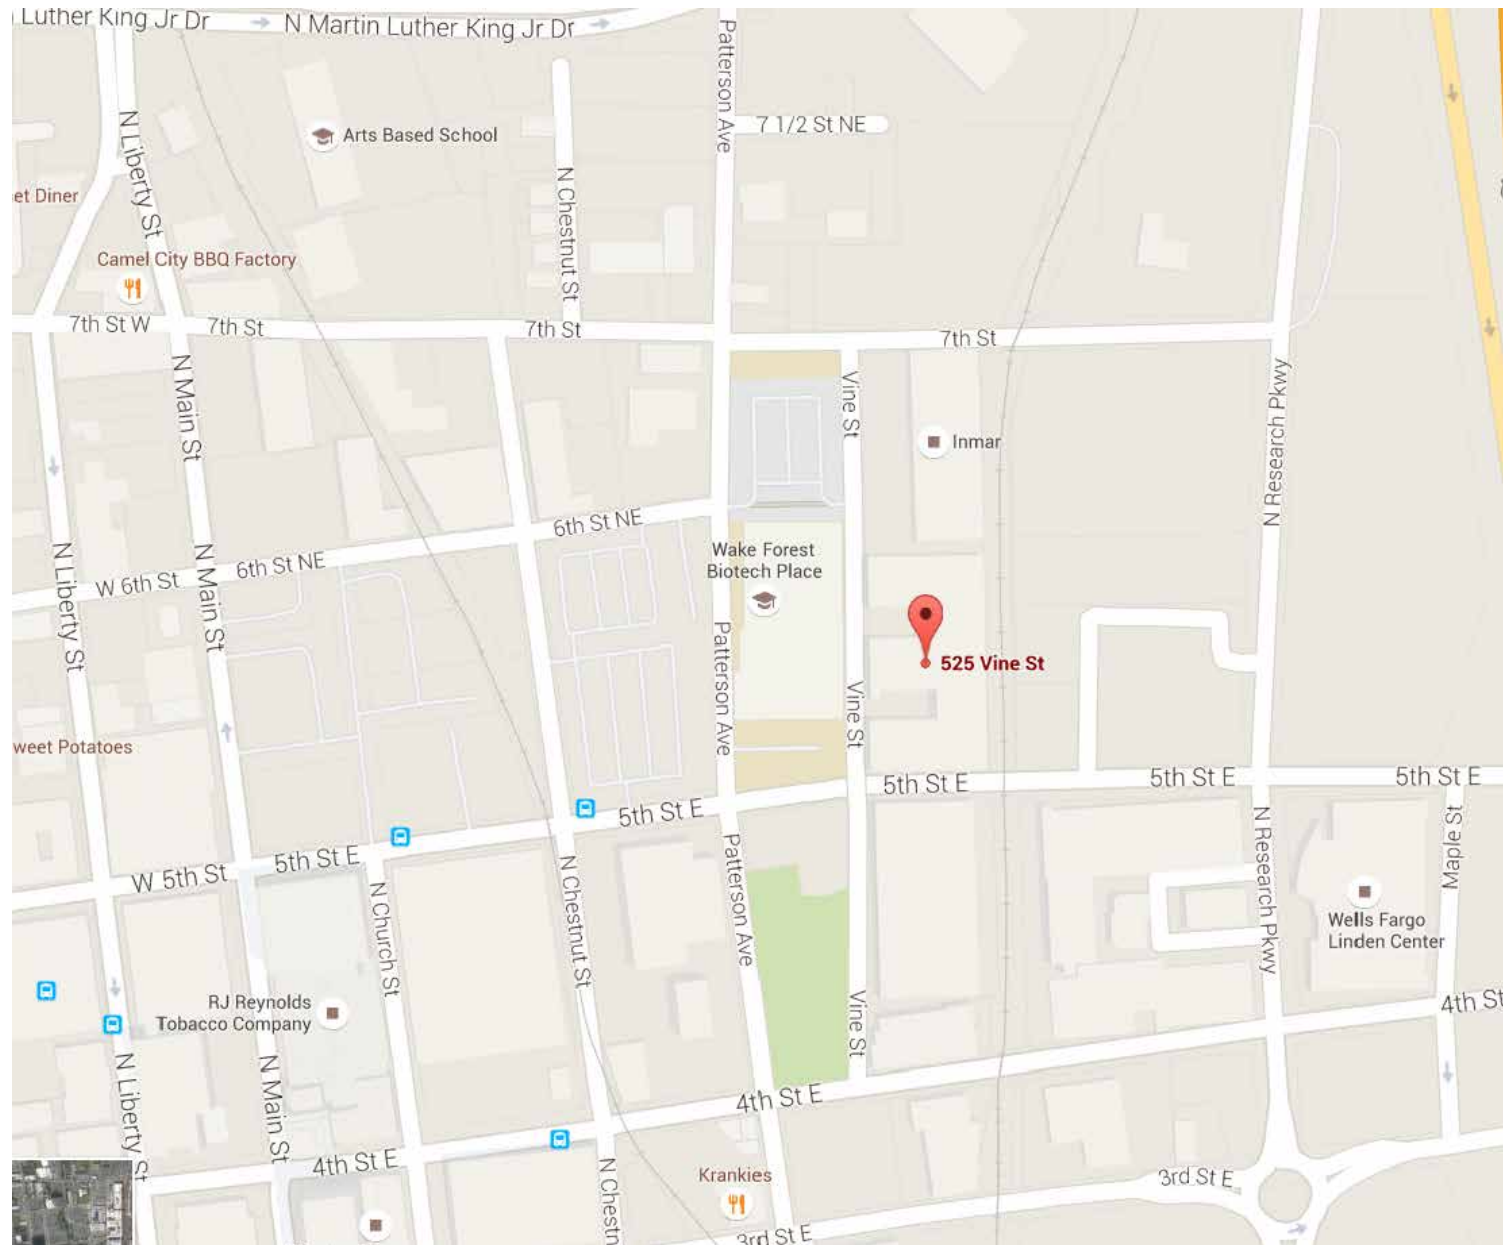 Luther King Jr Dr
N Martin Luther King Jr Dr
Patterson Ave
7 1/2 St NE
N Liberty St
Arts Based School
N Chestnut St
et Diner
Camel City BBQ Factory
7th St W
7th St
7th St
7th St
N Main St
Vine St
Inmar
N Research Pkwy
6th St NE
Wake Forest
Biotech Place
N Liberty St
W 6th St
6th St NE
N Main St
Patterson Ave
525 Vine St
Vine St
weet Potatoes
5th St E
5th St E
5th St E
5th St E
5th St E
W 5th St
N Church St
N Chestnut St
Patterson Ave
N Research Pkwy
Maple St
Wells Fargo
Linden Center
RJ Reynolds
Tobacco Company
Vine St
4th St
N Liberty St
N Main St
4th St E
4th St E
N Chestn
Krankies
3rd St E
3rd St E